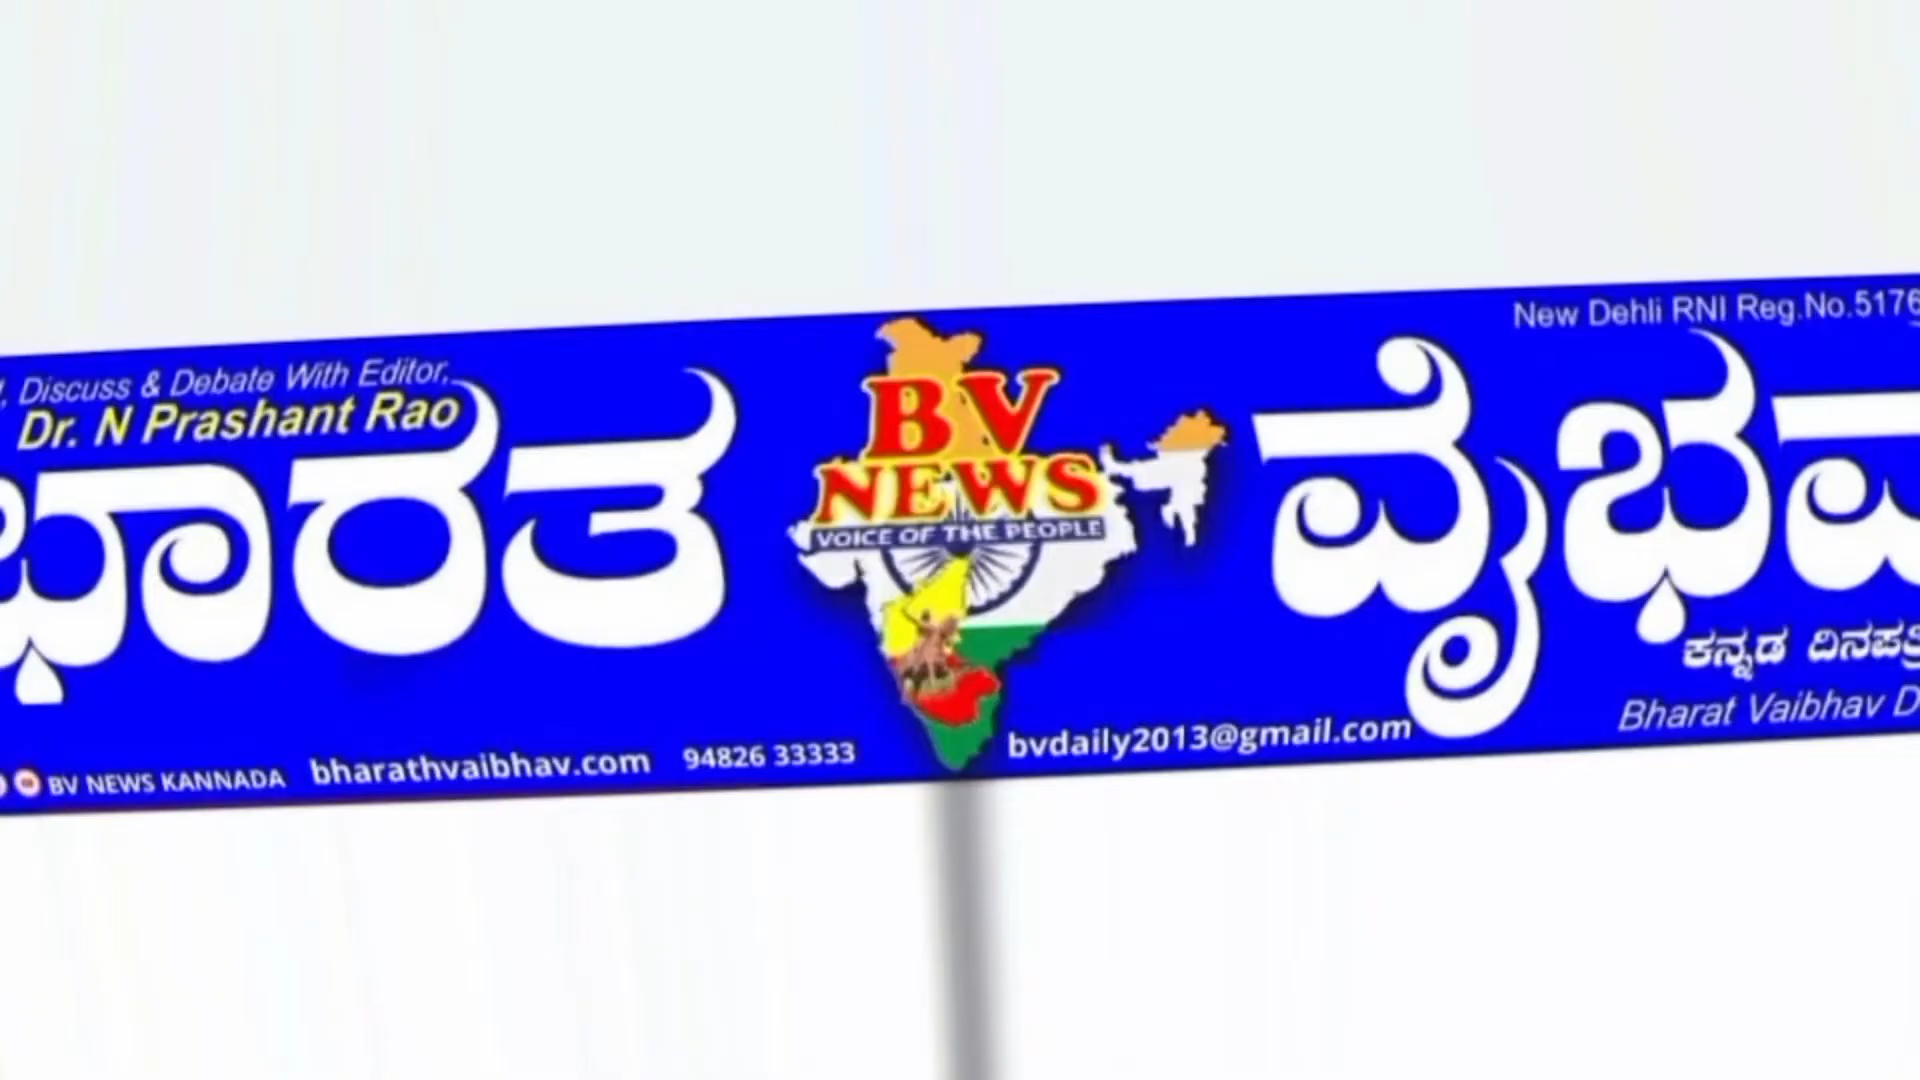 Discuss & Debate With Editor,
Dr. N Prashant Rao
ಭಾರತ
BV
NEWS
VOICE OF THE PEOPLE
New Dehli RNI Reg.No.5176
ವೈಭವ
ಕನ್ನಡ ದಿನಪತ್ರಿ
Bharat Vaibhav D
BV NEWS KANNADA bharathvaibhav.com 94826 33333 bvdaily2013@gmail.com